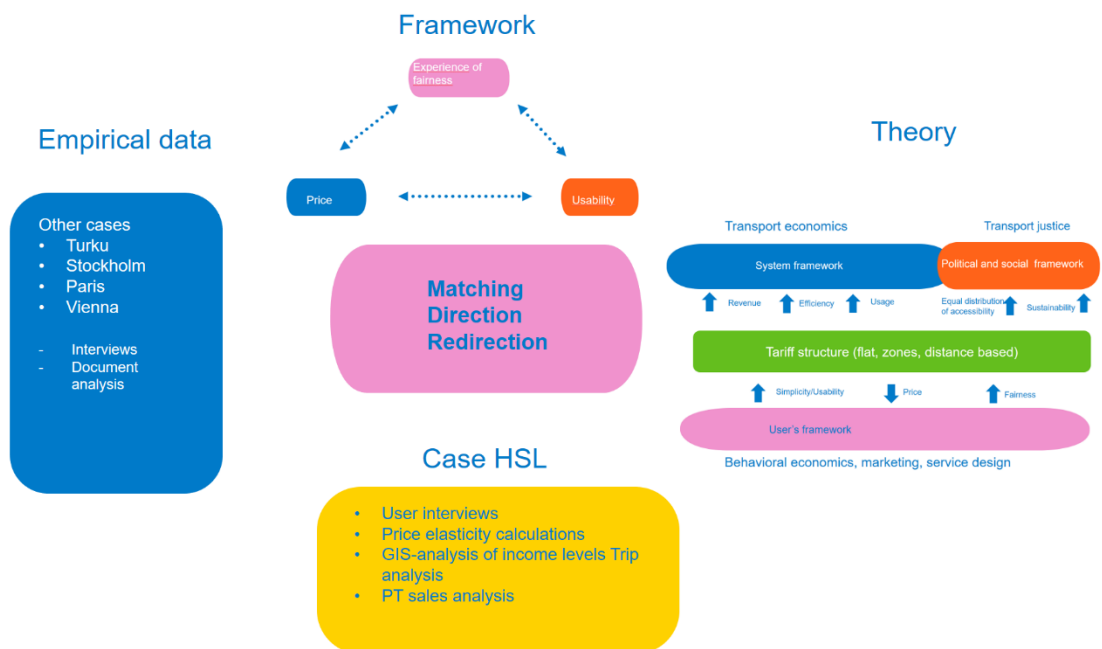 Framework
Experience of
fairness
Price
Usability
Empirical data
Other cases
• Turku
• Stockholm
• Paris
• Vienna
- Interviews
- Document
analysis
Matching
Direction
Redirection
Case HSL
• User interviews
• Price elasticity calculations
• GIS-analysis of income levels Trip
analysis
• PT sales analysis
Theory
Transport economics
Transport justice
System framework
Political and social framework
Revenue
Efficiency
Usage
Equal distribution
of accessibility
Sustainability
Tariff structure (flat, zones, distance based)
Simplicity/Usability
Price
Fairness
User´s framework
Behavioral economics, marketing, service design